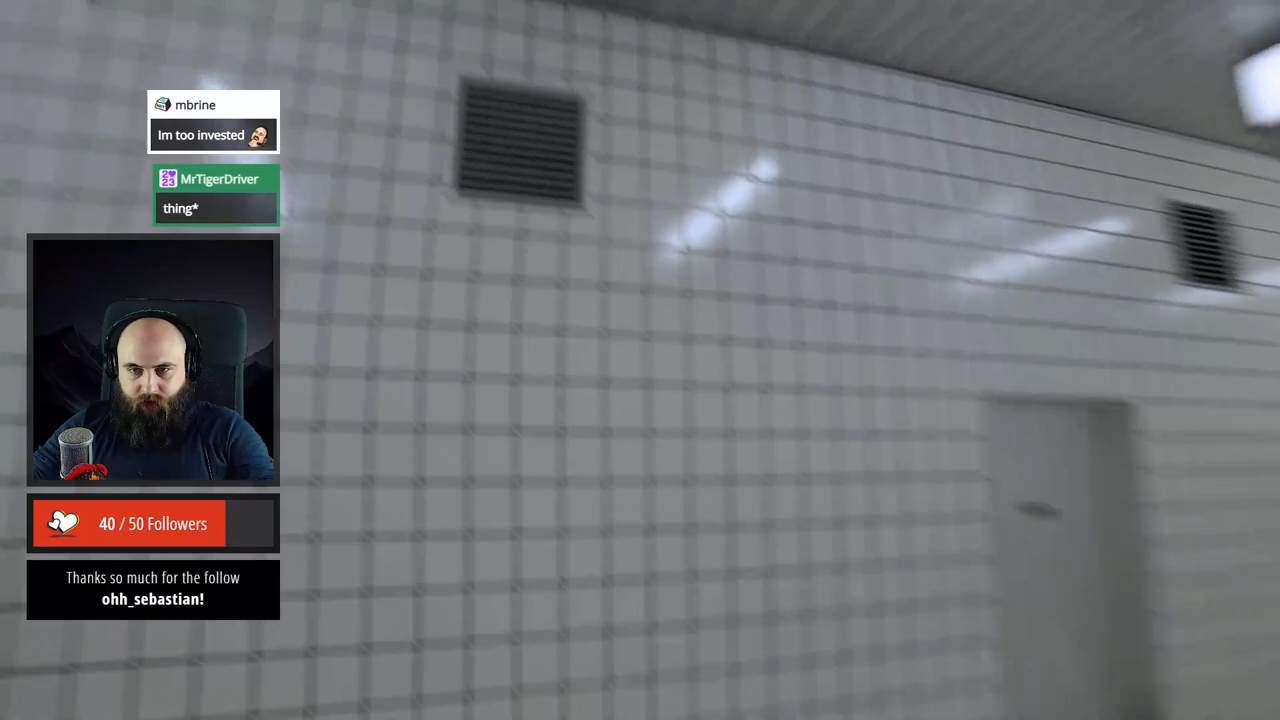 mbrine
Im too invested
MrTigerDriver
thing*
40 / 50 Followers
Thanks so much for the follow
ohh_sebastian!